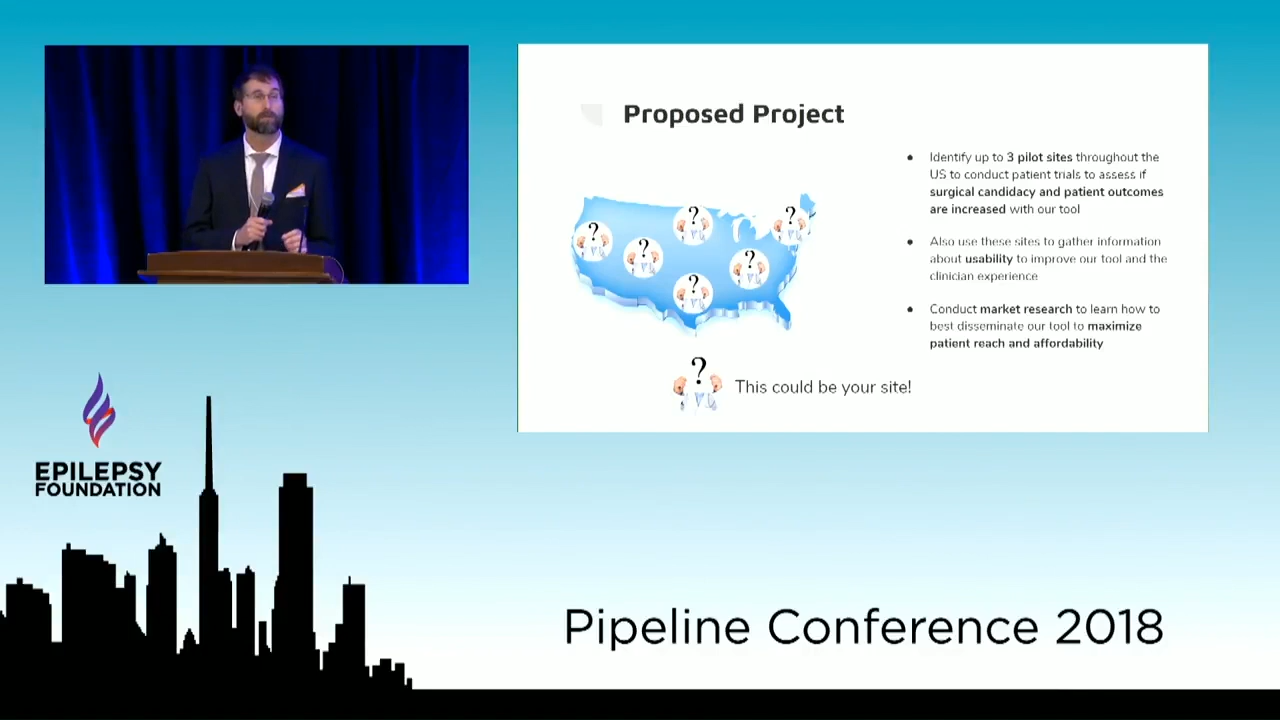 Proposed Project
? ? ? ? ? ?
● Identify up to 3 pilot sites throughout the
US to conduct patient trials to assess if
surgical candidacy and patient outcomes
are increased with our tool
● Also use these sites to gather information
about usability to improve our tool and the
clinician experience
● Conduct market research to learn how to
best disseminate our tool to maximize
patient reach and affordability
? This could be your site!
EPILEPSY
FOUNDATION
Pipeline Conference 2018